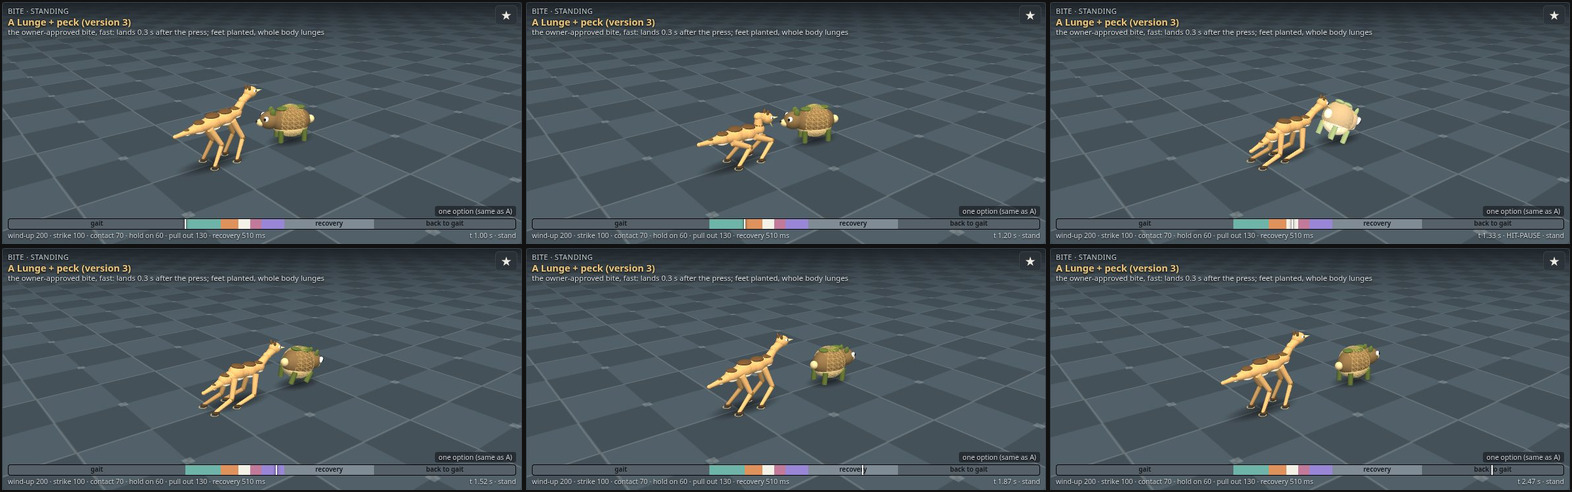 BITE · STANDING
A Lunge + peck (version 3)
the owner-approved bite, fast: lands 0.3 s after the press; feet planted, whole body lunges
one option (same as A)
gait recovery back to gait
wind-up 200 · strike 100 · contact 70 · hold on 60 · pull out 130 · recovery 510 ms t 1.00 s · stand
BITE · STANDING
A Lunge + peck (version 3)
the owner-approved bite, fast: lands 0.3 s after the press; feet planted, whole body lunges
one option (same as A)
gait recovery back to gait
wind-up 200 · strike 100 · contact 70 · hold on 60 · pull out 130 · recovery 510 ms t 1.20 s · stand
BITE · STANDING
A Lunge + peck (version 3)
the owner-approved bite, fast: lands 0.3 s after the press; feet planted, whole body lunges
one option (same as A)
gait recovery back to gait
wind-up 200 · strike 100 · contact 70 · hold on 60 · pull out 130 · recovery 510 ms t 1.33 s · HIT-PAUSE · stand
BITE · STANDING
A Lunge + peck (version 3)
the owner-approved bite, fast: lands 0.3 s after the press; feet planted, whole body lunges
one option (same as A)
gait recovery back to gait
wind-up 200 · strike 100 · contact 70 · hold on 60 · pull out 130 · recovery 510 ms t 1.52 s · stand
BITE · STANDING
A Lunge + peck (version 3)
the owner-approved bite, fast: lands 0.3 s after the press; feet planted, whole body lunges
one option (same as A)
gait recovery back to gait
wind-up 200 · strike 100 · contact 70 · hold on 60 · pull out 130 · recovery 510 ms t 1.87 s · stand
BITE · STANDING
A Lunge + peck (version 3)
the owner-approved bite, fast: lands 0.3 s after the press; feet planted, whole body lunges
one option (same as A)
gait recovery back to gait
wind-up 200 · strike 100 · contact 70 · hold on 60 · pull out 130 · recovery 510 ms t 2.47 s · stand